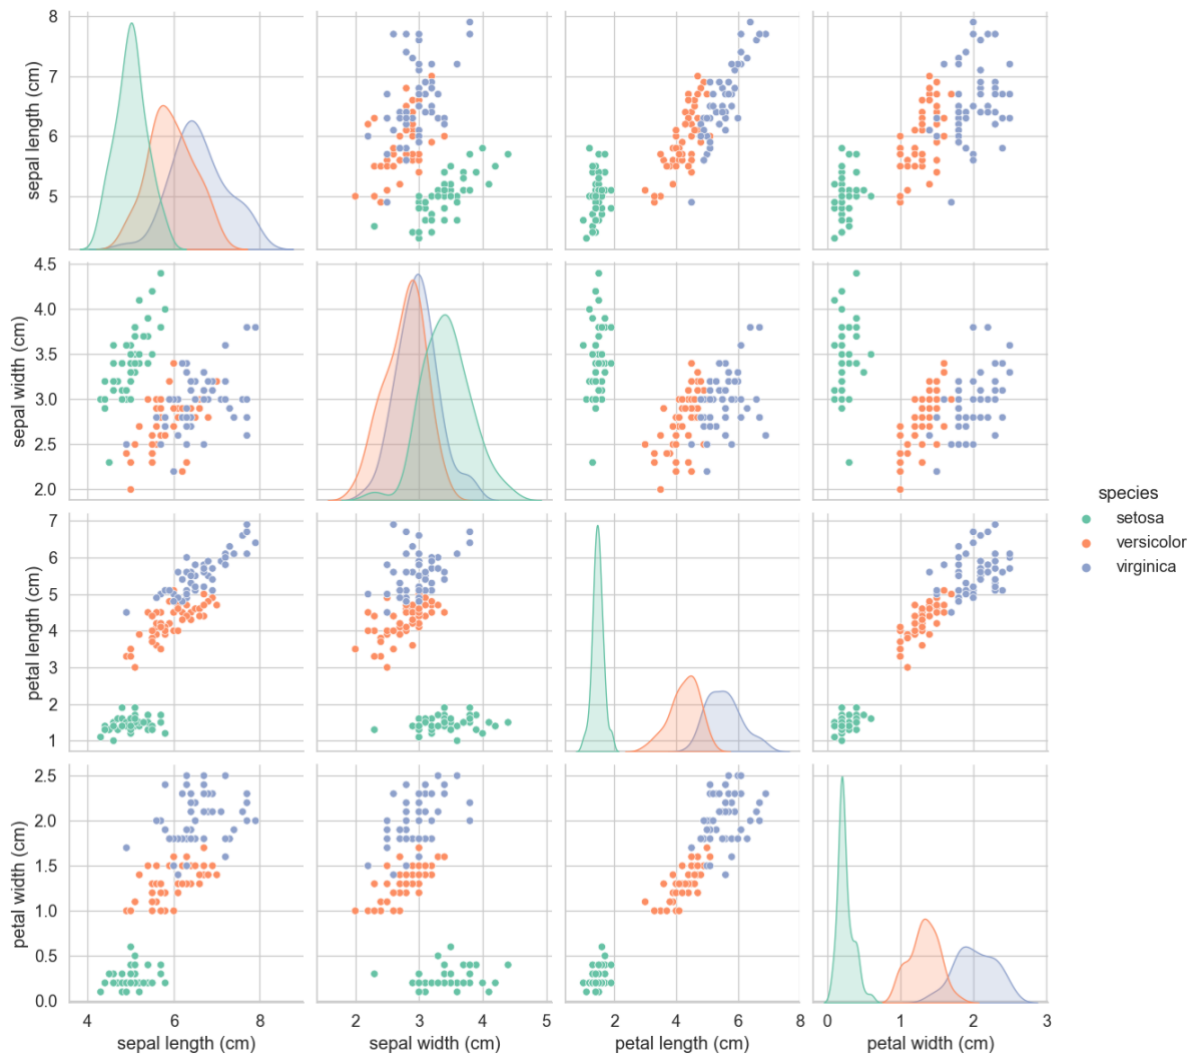 8
7
6
5
sepal length (cm)
4.5
4.0
3.5
3.0
2.5
2.0
sepal width (cm)
species
setosa
versicolor
virginica
7
6
5
4
3
2
1
petal length (cm)
2.5
2.0
1.5
1.0
0.5
0.0
petal width (cm)
4 6 8 2 3 4 5 2 4 6 8 0 1 2 3
sepal length (cm) sepal width (cm) petal length (cm) petal width (cm)